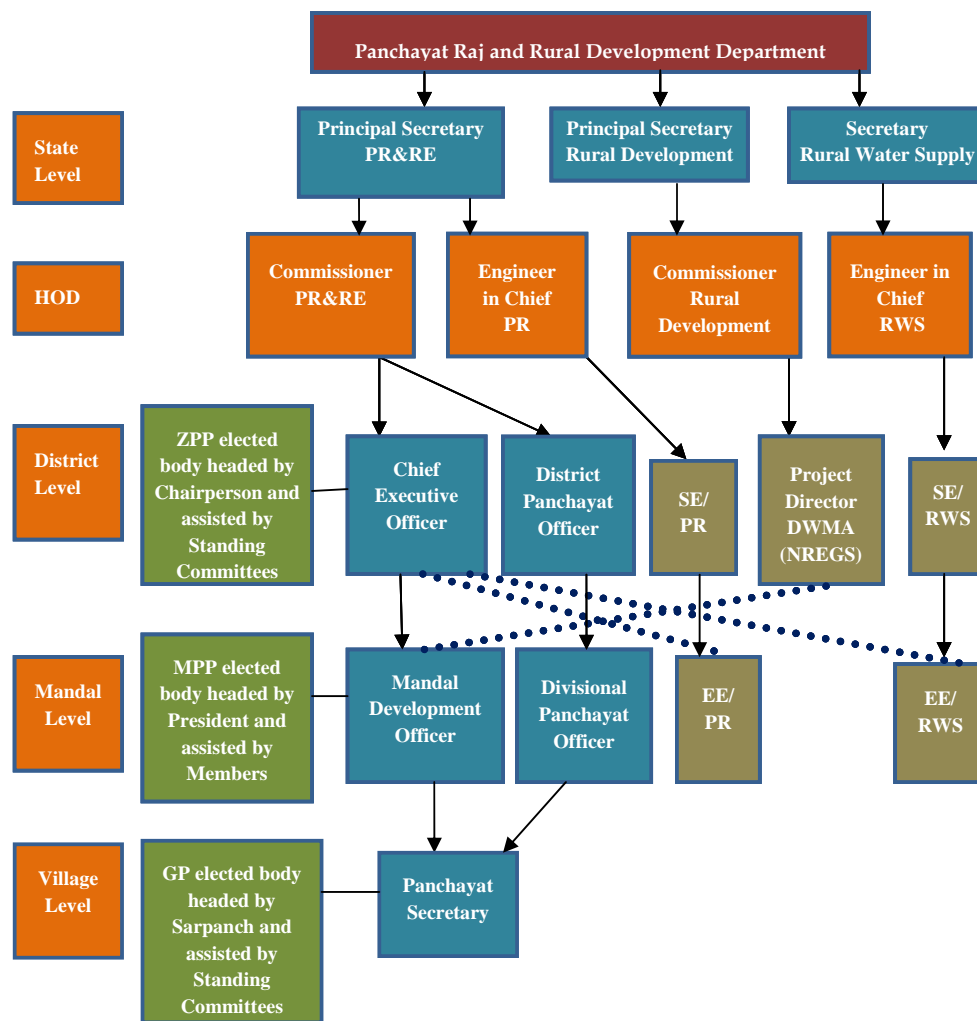 Panchayat Raj and Rural Development Department
State
Level
Principal Secretary
PR&RE
Principal Secretary
Rural Development
Secretary
Rural Water Supply
HOD
Commissioner
PR&RE
Engineer
in Chief
PR
Commissioner
Rural
Development
Engineer in
Chief
RWS
District
Level
ZPP elected
body headed by
Chairperson and
assisted by
Standing
Committees
Chief
Executive
Officer
District
Panchayat
Officer
SE/
PR
Project
Director
DWMA
(NREGS)
SE/
RWS
Mandal
Level
MPP elected
body headed by
President and
assisted by
Members
Mandal
Development
Officer
Divisional
Panchayat
Officer
EE/
PR
EE/
RWS
Village
Level
GP elected body
headed by
Sarpanch and
assisted by
Standing
Committees
Panchayat
Secretary